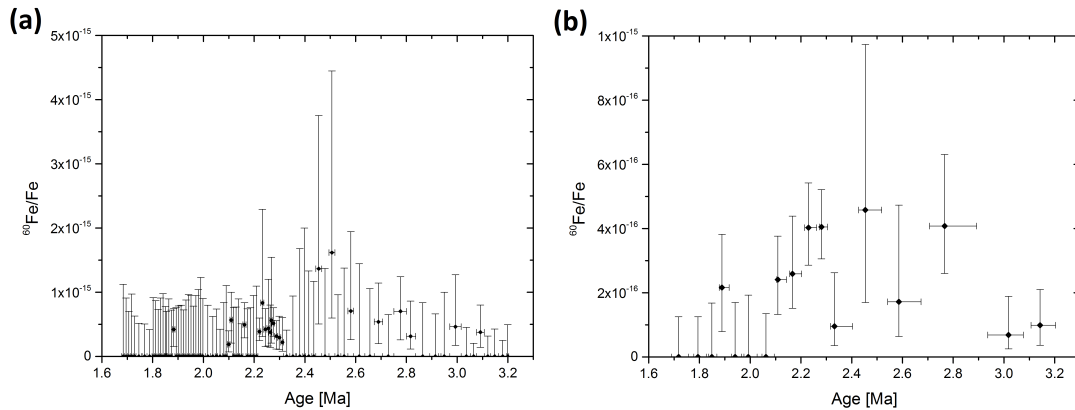 (a)
5x10⁻¹⁵
4x10⁻¹⁵
3x10⁻¹⁵
2x10⁻¹⁵
1x10⁻¹⁵
0
⁶⁰Fe/Fe
1.6 1.8 2.0 2.2 2.4 2.6 2.8 3.0 3.2
Age [Ma]
(b)
1x10⁻¹⁵
8x10⁻¹⁶
6x10⁻¹⁶
4x10⁻¹⁶
2x10⁻¹⁶
0
⁶⁰Fe/Fe
1.6 1.8 2.0 2.2 2.4 2.6 2.8 3.0 3.2
Age [Ma]